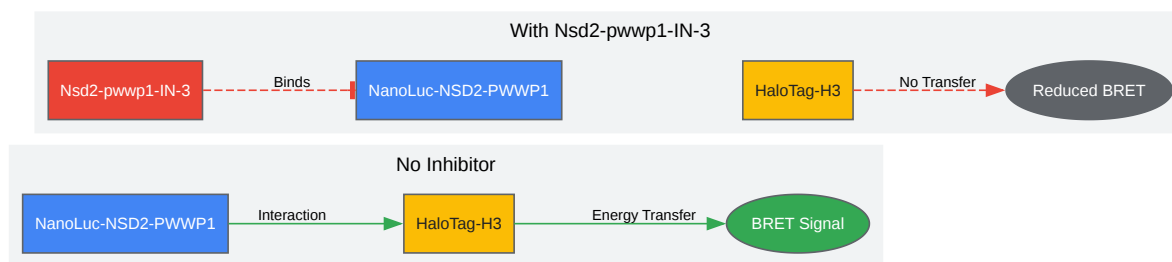 With Nsd2-pwwp1-IN-3
Nsd2-pwwp1-IN-3
Binds
NanoLuc-NSD2-PWWP1
HaloTag-H3
No Transfer
Reduced BRET
No Inhibitor
NanoLuc-NSD2-PWWP1
Interaction
HaloTag-H3
Energy Transfer
BRET Signal